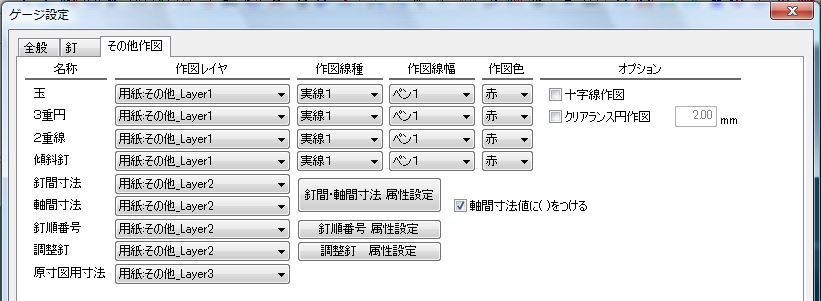 ゲージ設定
全般 釘 その他作図
名称 作図レイヤ 作図線種 作図線幅 作図色 オプション
玉 用紙:その他_Layer1 実線1 ペン1 赤 十字線作図
3重円 用紙:その他_Layer1 実線1 ペン1 赤 クリアランス円作図 2.00 mm
2重線 用紙:その他_Layer1 実線1 ペン1 赤
傾斜釘 用紙:その他_Layer1 実線1 ペン1 赤
釘間寸法 用紙:その他_Layer2 釘間・軸間寸法 属性設定
軸間寸法 用紙:その他_Layer2 軸間寸法値に( )をつける
釘順番号 用紙:その他_Layer2 釘順番号 属性設定
調整釘 用紙:その他_Layer2 調整釘 属性設定
原寸図用寸法 用紙:その他_Layer3